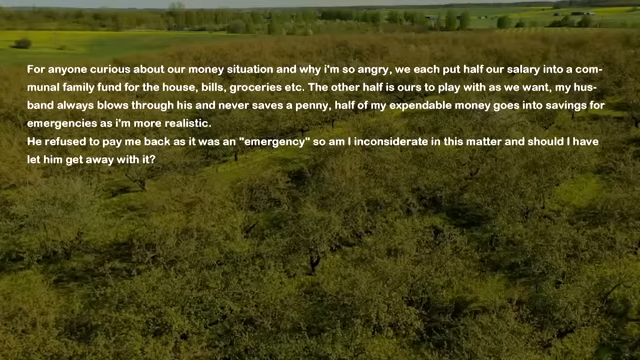 For anyone curious about our money situation and why i'm so angry, we each put half our salary into a com-
munal family fund for the house, bills, groceries etc. The other half is ours to play with as we want, my hus-
band always blows through his and never saves a penny, half of my expendable money goes into savings for
emergencies as i'm more realistic.
He refused to pay me back as it was an "emergency" so am I inconsiderate in this matter and should I have
let him get away with it?